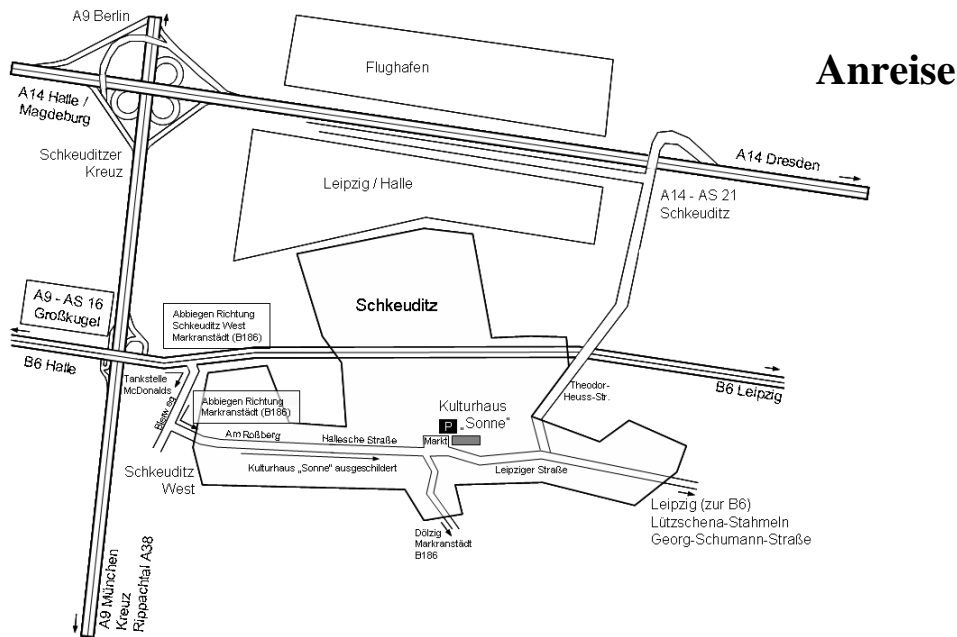 A9 Berlin
Anreise
Flughafen
A14 Halle /
Magdeburg
Schkeuditzer
Kreuz
Leipzig / Halle
A14 Dresden
A14 - AS 21
Schkeuditz
A9 - AS 16
Großkugel
Abbiegen Richtung
Schkeuditz West
Markranstädt (B186)
Schkeuditz
B6 Halle
Tankstelle
McDonalds
B6 Leipzig
Theodor-
Heuss-Str.
Abbiegen Richtung
Markranstädt (B186)
Kulturhaus
„Sonne"
P
Markt
Am Roßberg
Hallesche Straße
Kulturhaus „Sonne" ausgeschildert
Leipziger Straße
Schkeuditz
West
Leipzig (zur B6)
Lützschena-Stahmeln
Georg-Schumann-Straße
Dölzig
Markranstädt
B186
A9 München
Kreuz
Rippachtal A38